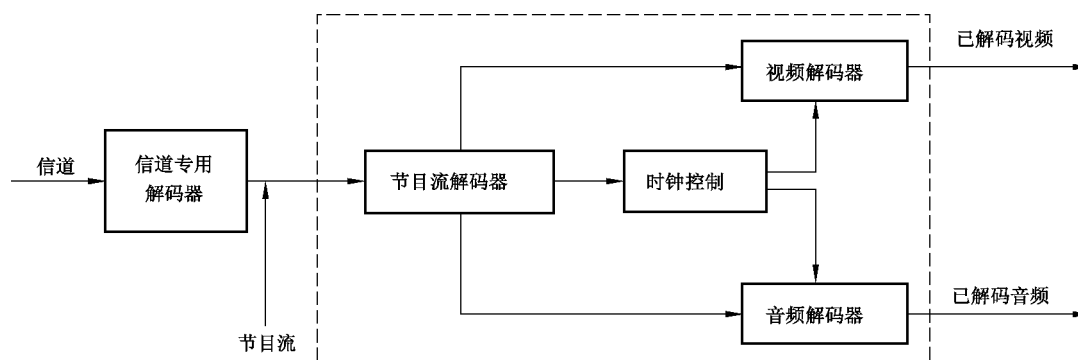 已解码视频
视频解码器
信道
信道专用
解码器
节目流解码器
时钟控制
音频解码器
已解码音频
节目流